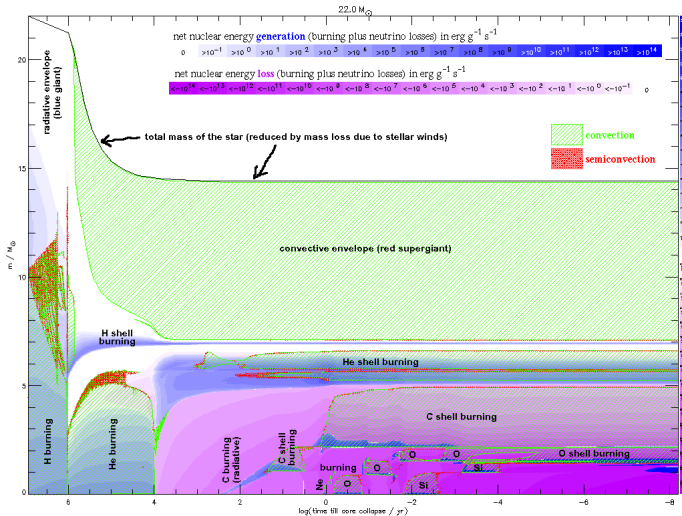 22.0 M☉
net nuclear energy generation (burning plus neutrino losses) in erg g⁻¹ s⁻¹
0 >10⁻¹ >10⁰ >10¹ >10² >10³ >10⁴ >10⁵ >10⁶ >10⁷ >10⁸ >10⁹ >10¹⁰ >10¹¹ >10¹² >10¹³ >10¹⁴
net nuclear energy loss (burning plus neutrino losses) in erg g⁻¹ s⁻¹
<-10¹⁴ <-10¹³ <-10¹² <-10¹¹ <-10¹⁰ <-10⁹ <-10⁸ <-10⁷ <-10⁶ <-10⁵ <-10⁴ <-10³ <-10² <-10¹ <-10⁰ <-10⁻¹ 0
radiative envelope
(blue giant)
total mass of the star (reduced by mass loss due to stellar winds)
convection
semiconvection
convective envelope (red supergiant)
H shell
burning
He shell burning
C shell burning
H burning
He burning
C burning
(radiative)
C shell
burning
Ne
burning
O
O
O
O
O shell burning
Si
Si
m / M☉
20
15
10
5
0
6 4 2 0 -2 -4 -6 -8
log(time till core collapse / yr)